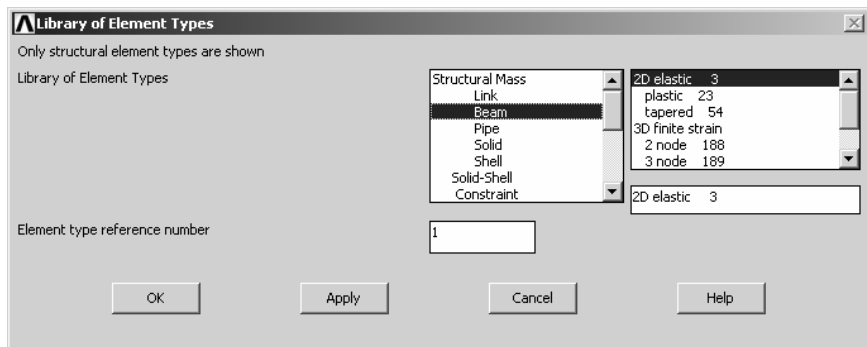 Library of Element Types
Only structural element types are shown
Library of Element Types
Structural Mass
Link
Beam
Pipe
Solid
Shell
Solid-Shell
Constraint
2D elastic 3
plastic 23
tapered 54
3D finite strain
2 node 188
3 node 189
2D elastic 3
Element type reference number
1
OK Apply Cancel Help